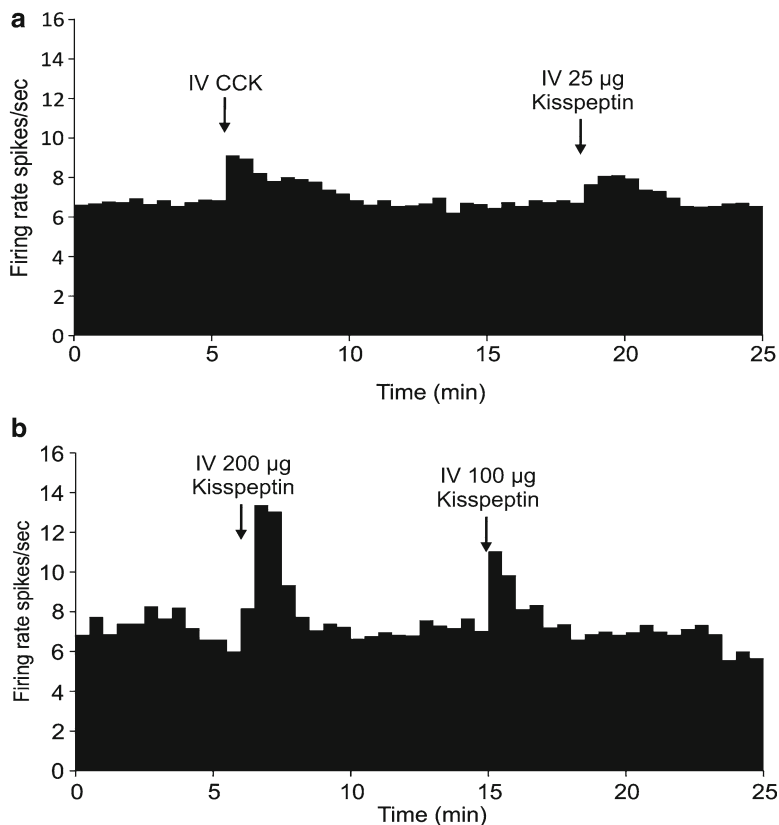 a
16
14
12
10
8
6
4
2
0
Firing rate spikes/sec
IV CCK
IV 25 µg
Kisspeptin
0 5 10 15 20 25
Time (min)
b
16
14
12
10
8
6
4
2
0
Firing rate spikes/sec
IV 200 µg
Kisspeptin
IV 100 µg
Kisspeptin
0 5 10 15 20 25
Time (min)